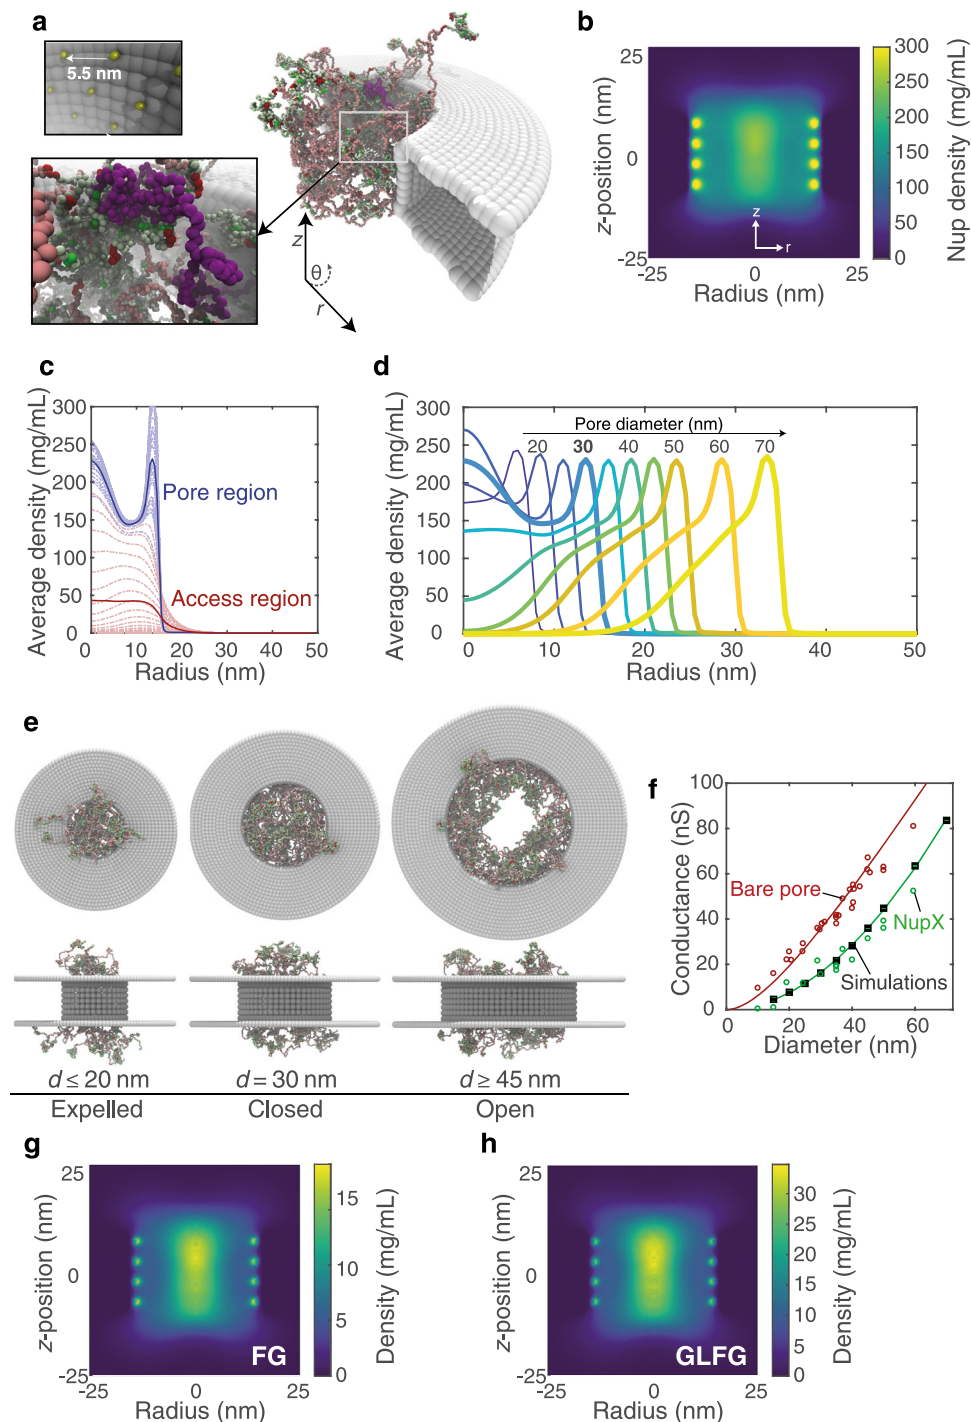 a
5.5 nm
z
θ
r
b
z-position (nm)
25
0
-25
-25
0
25
Radius (nm)
z
r
300
250
200
150
100
50
0
Nup density (mg/mL)
c
Average density (mg/mL)
300
250
200
150
100
50
0
Pore region
Access region
0
10
20
30
40
50
Radius (nm)
d
Average density (mg/mL)
300
250
200
150
100
50
0
Pore diameter (nm)
20 30 40 50 60 70
0
10
20
30
40
50
Radius (nm)
e
d ≤ 20 nm
d = 30 nm
d ≥ 45 nm
Expelled
Closed
Open
f
Conductance (nS)
100
80
60
40
20
0
Bare pore
NupX
Simulations
0
20
40
60
Diameter (nm)
g
z-position (nm)
25
0
-25
FG
-25
0
25
Radius (nm)
15
10
5
0
Density (mg/mL)
h
z-position (nm)
25
0
-25
GLFG
-25
0
25
Radius (nm)
30
25
20
15
10
5
0
Density (mg/mL)